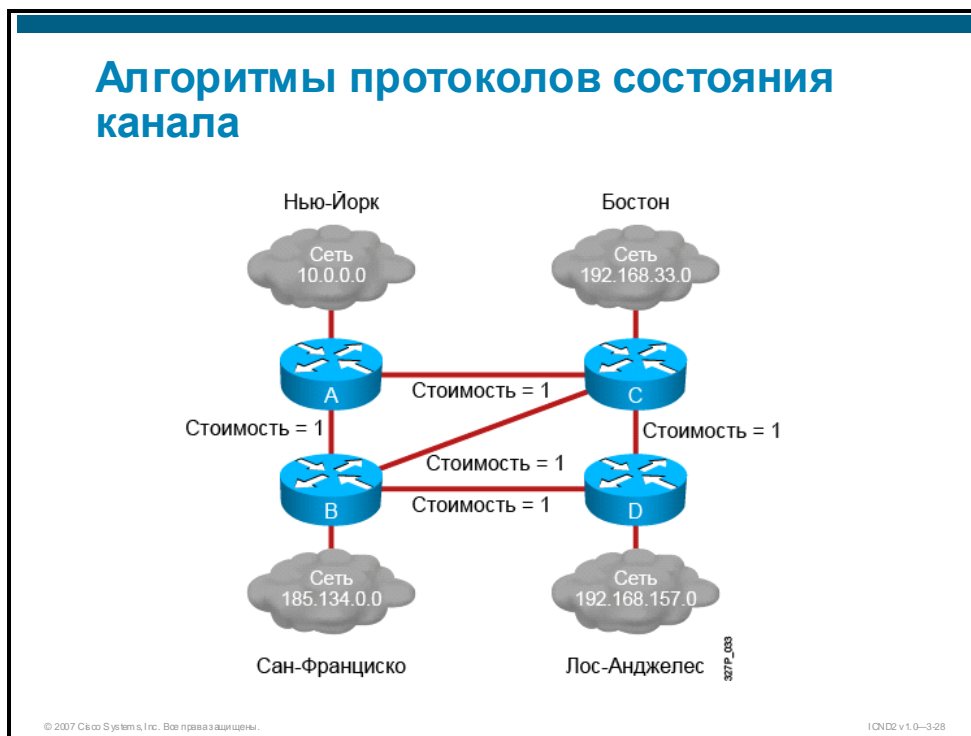 Алгоритмы протоколов состояния
канала
Нью-Йорк
Бостон
Сеть
10.0.0.0
Сеть
192.168.33.0
A
Стоимость = 1
C
Стоимость = 1
Стоимость = 1
Стоимость = 1
B
Стоимость = 1
D
Сеть
185.134.0.0
Сеть
192.168.157.0
Сан-Франциско
Лос-Анджелес
327P_033
© 2007 Cisco Systems, Inc. Все права защищены.
ICND2 v1.0—3-28